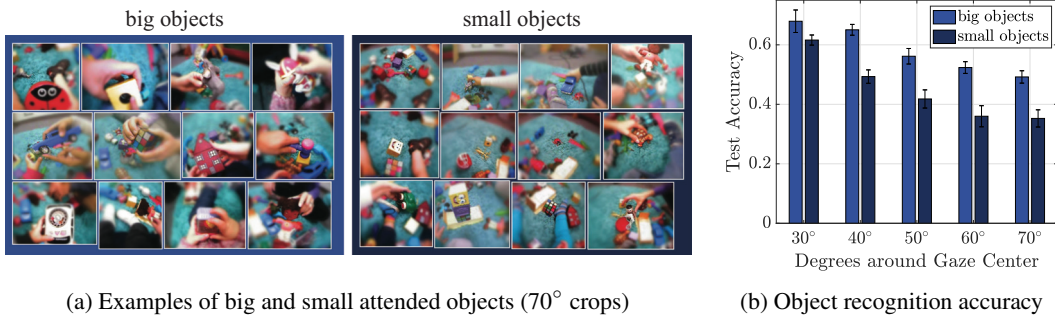 big objects
small objects
(a) Examples of big and small attended objects (70° crops)
big objects
small objects
Test Accuracy
0.6
0.4
0.2
0
30° 40° 50° 60° 70°
Degrees around Gaze Center
(b) Object recognition accuracy